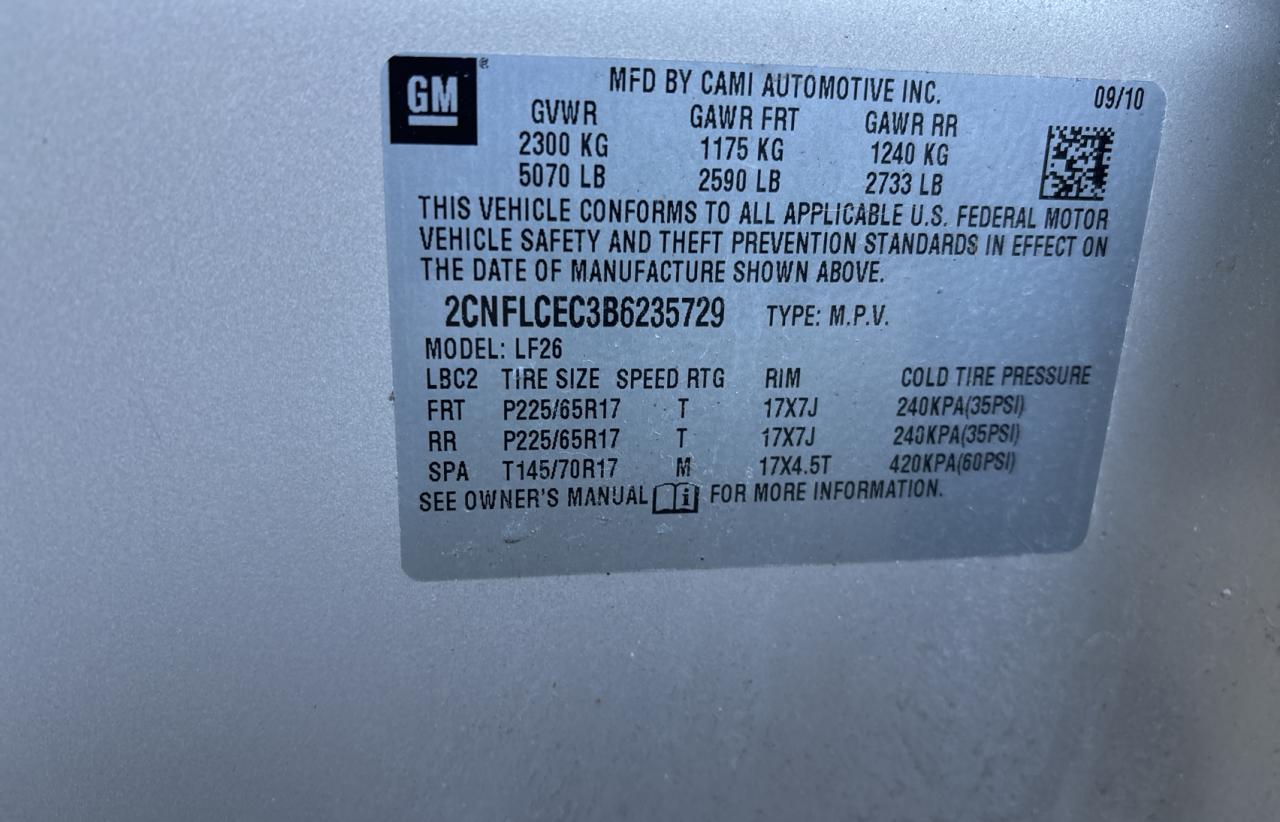 GM®
MFD BY CAMI AUTOMOTIVE INC. 09/10
GVWR GAWR FRT GAWR RR
2300 KG 1175 KG 1240 KG
5070 LB 2590 LB 2733 LB
THIS VEHICLE CONFORMS TO ALL APPLICABLE U.S. FEDERAL MOTOR
VEHICLE SAFETY AND THEFT PREVENTION STANDARDS IN EFFECT ON
THE DATE OF MANUFACTURE SHOWN ABOVE.
2CNFLCEC3B6235729 TYPE: M.P.V.
MODEL: LF26
LBC2 TIRE SIZE SPEED RTG RIM COLD TIRE PRESSURE
FRT P225/65R17 T 17X7J 240KPA(35PSI)
RR P225/65R17 T 17X7J 240KPA(35PSI)
SPA T145/70R17 M 17X4.5T 420KPA(60PSI)
SEE OWNER'S MANUAL i FOR MORE INFORMATION.